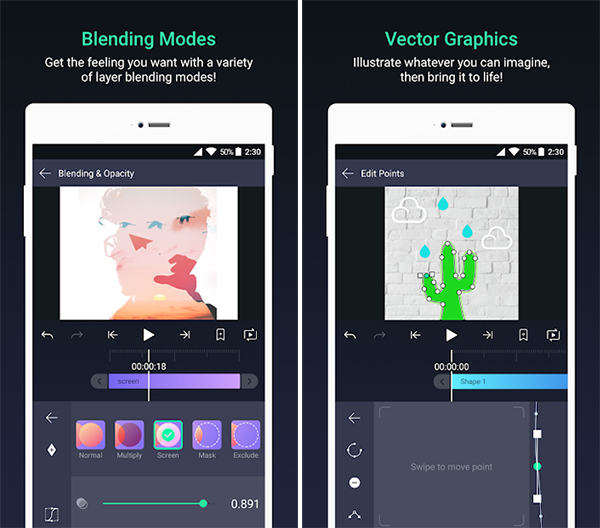 Blending Modes
Get the feeling you want with a variety
of layer blending modes!
50% 2:30
Blending & Opacity
00:00:18
screen
Normal Multiply Screen Mask Exclude
0.891
Vector Graphics
Illustrate whatever you can imagine,
then bring it to life!
50% 2:30
Edit Points
00:00:00
Shape 1
Swipe to move point